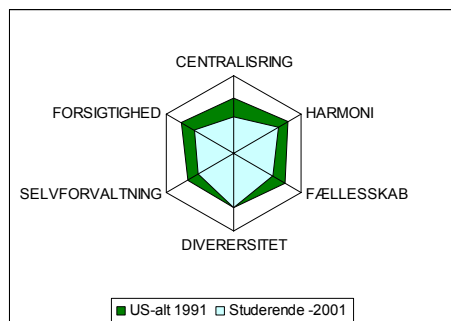 CENTRALISRING
FORSIGTIGHED
HARMONI
SELVFORVALTNING
FÆLLESSKAB
DIVERERSITET
US-alt 1991
Studerende -2001